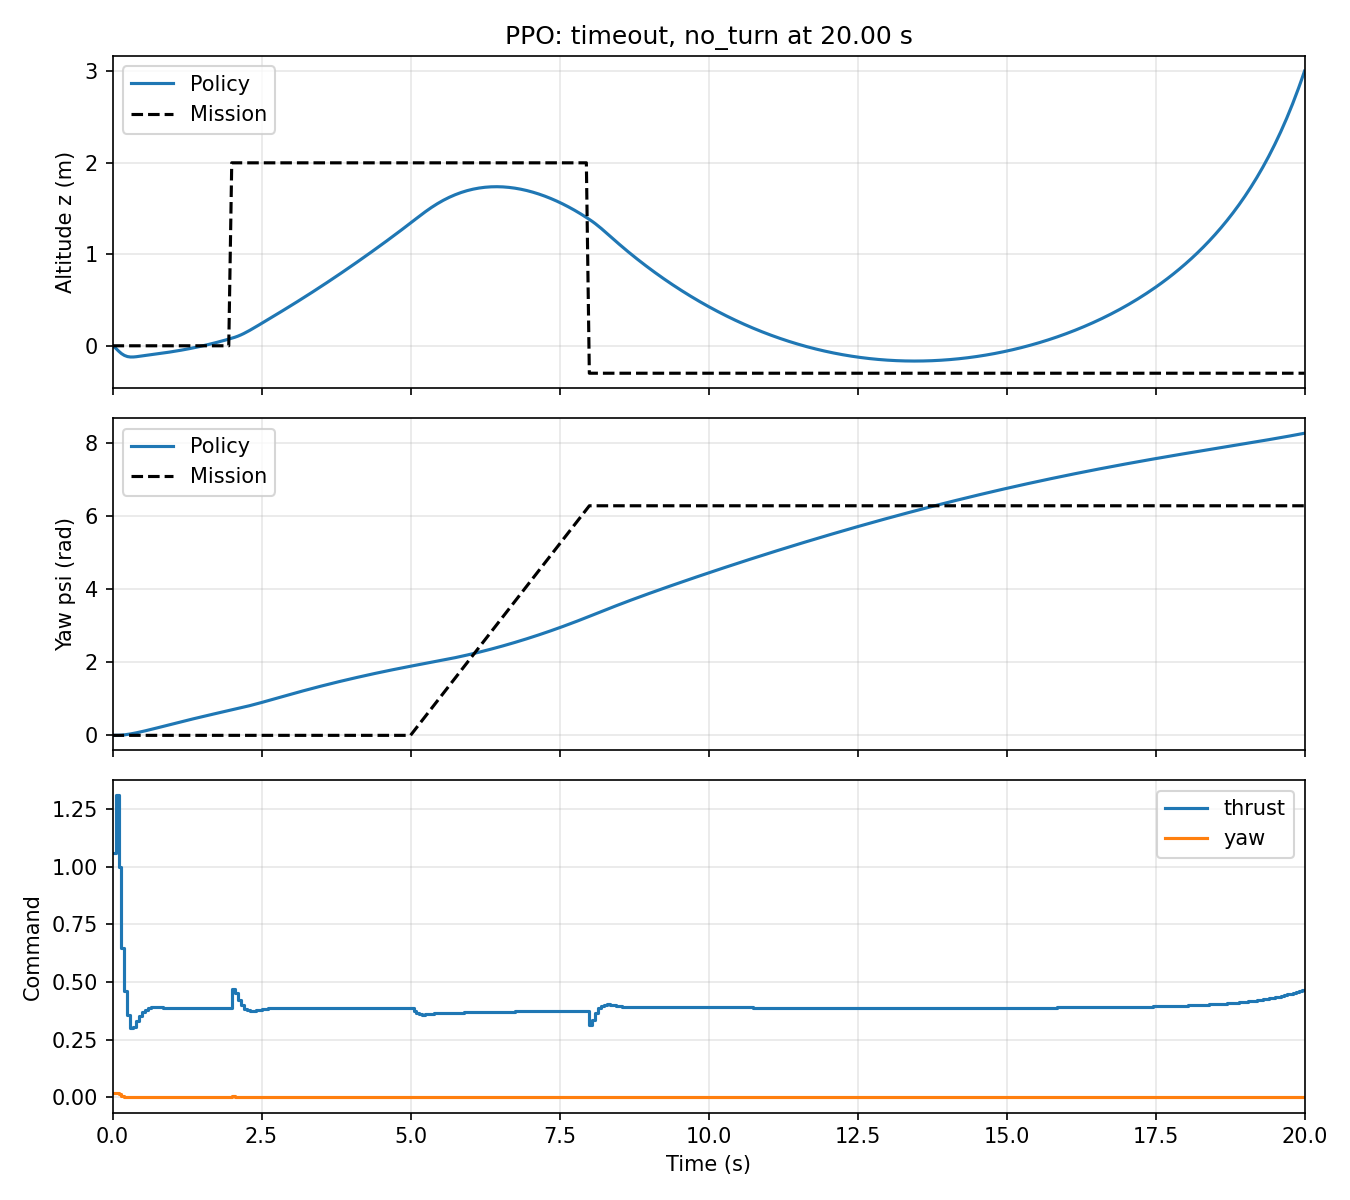 PPO: timeout, no_turn at 20.00 s
Altitude z (m)
3
2
1
0
Policy
Mission
Yaw psi (rad)
8
6
4
2
0
Policy
Mission
Command
1.25
1.00
0.75
0.50
0.25
0.00
thrust
yaw
0.0 2.5 5.0 7.5 10.0 12.5 15.0 17.5 20.0
Time (s)